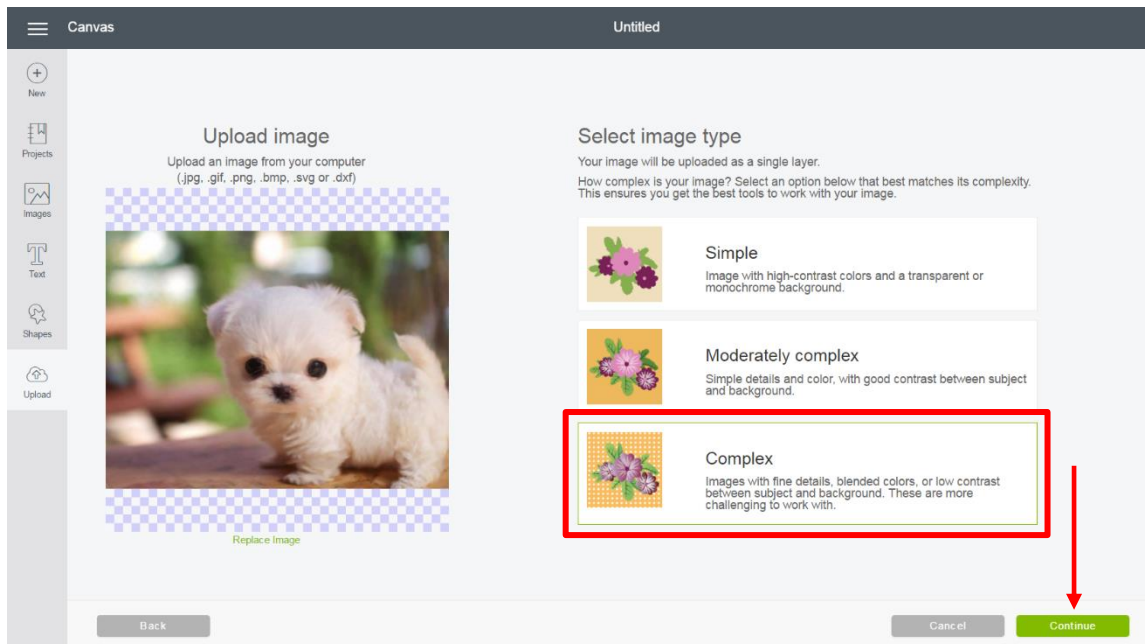 Canvas
Untitled
New
Projects
Images
Text
Shapes
Upload
Upload image
Upload an image from your computer
(.jpg, .gif, .png, .bmp, .svg or .dxf)
Replace Image
Select image type
Your image will be uploaded as a single layer.
How complex is your image? Select an option below that best matches its complexity.
This ensures you get the best tools to work with your image.
Simple
Image with high-contrast colors and a transparent or
monochrome background.
Moderately complex
Simple details and color, with good contrast between subject
and background.
Complex
Images with fine details, blended colors, or low contrast
between subject and background. These are more
challenging to work with.
Back
Cancel
Continue